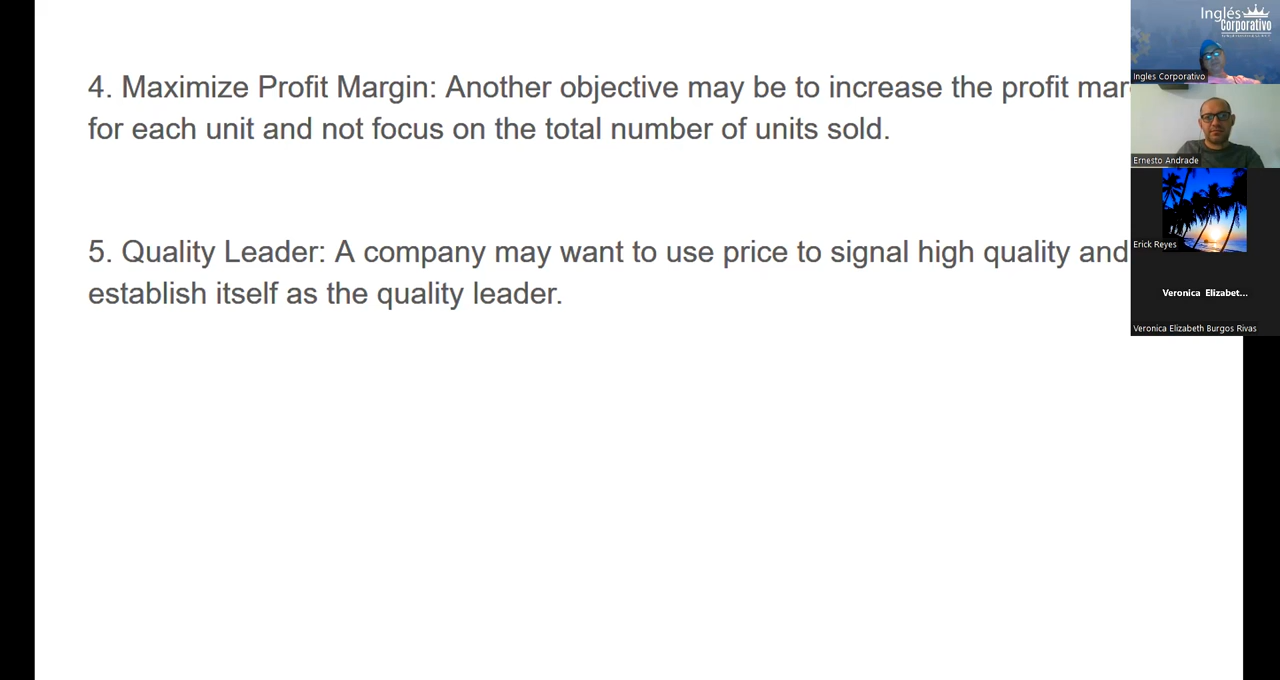 4. Maximize Profit Margin: Another objective may be to increase the profit
for each unit and not focus on the total number of units sold.
5. Quality Leader: A company may want to use price to signal high quality and
establish itself as the quality leader.
Inglés
Corporativo
Ingles Corporativo
Ernesto Andrade
Erick Reyes
Veronica Elizabet...
Veronica Elizabeth Burgos Rivas